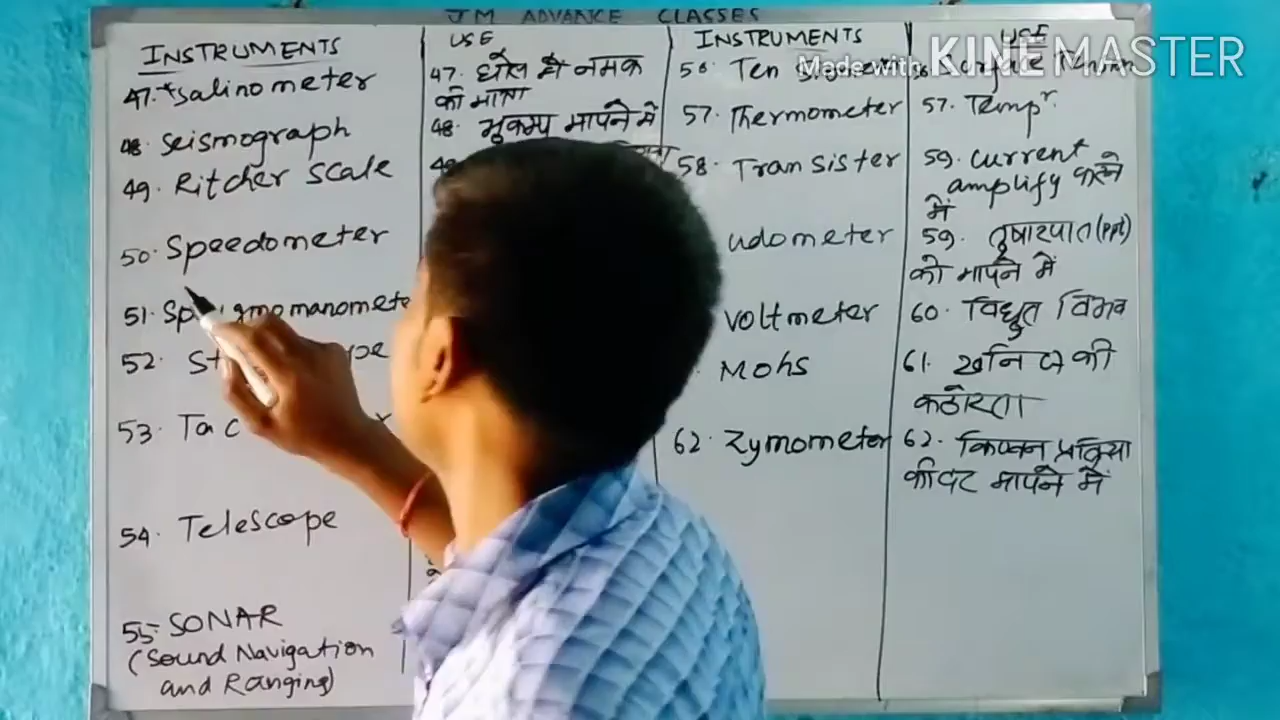 JM ADVANCE CLASSES
INSTRUMENTS
47. Salinometer
48. Seismograph
49. Ritcher scale
50. Speedometer
51.
52.
53.
54. Telescope
55. SONAR
(Sound Navigation
and Ranging)
USE
47. घोल में नमक
की मात्रा
48. भूकम्प मापने में
49.
INSTRUMENTS
56. Ten
57. Thermometer
58. Transister
udometer
Voltmeter
Mohs
62. Zymometer
USE
Made with KINEMASTER
57. Tempʳ.
59. Current
amplify करने
में
59. तूषारपात (PPt)
को मापने में
60. विधुत विभव
61. खनिज की
कठोरता
62. किण्वन प्रक्रिया
की दर मापने में